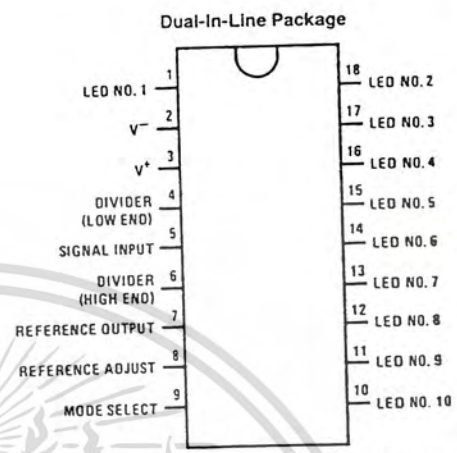 Dual-In-Line Package
LED NO. 1
1
V−
2
V+
3
DIVIDER
(LOW END)
4
SIGNAL INPUT
5
DIVIDER
(HIGH END)
6
REFERENCE OUTPUT
7
REFERENCE ADJUST
8
MODE SELECT
9
18
LED NO. 2
17
LED NO. 3
16
LED NO. 4
15
LED NO. 5
14
LED NO. 6
13
LED NO. 7
12
LED NO. 8
11
LED NO. 9
10
LED NO. 10